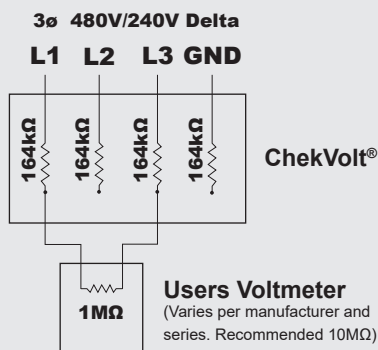 3ø 480V/240V Delta
L1 L2 L3 GND
164kΩ 164kΩ 164kΩ 164kΩ
ChekVolt®
1MΩ
Users Voltmeter
(Varies per manufacturer and
series. Recommended 10MΩ)